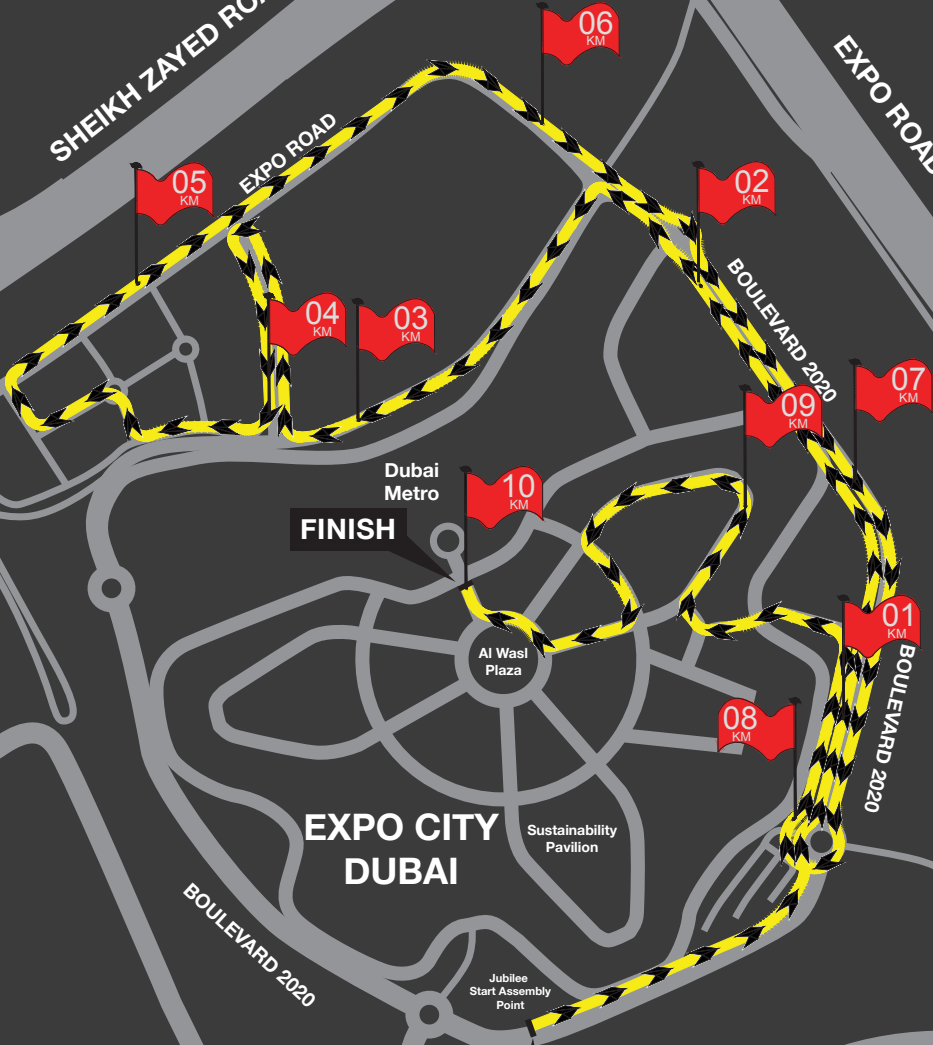 SHEIKH ZAYED ROA
EXPO ROAD
06
KM
EXPO ROAD
05
KM
02
KM
04
KM
03
KM
BOULEVARD 2020
07
KM
09
KM
Dubai
Metro
10
KM
FINISH
01
KM
Al Wasl
Plaza
BOULEVARD 2020
08
KM
EXPO CITY
DUBAI
Sustainability
Pavilion
BOULEVARD 2020
Jubilee
Start Assembly
Point